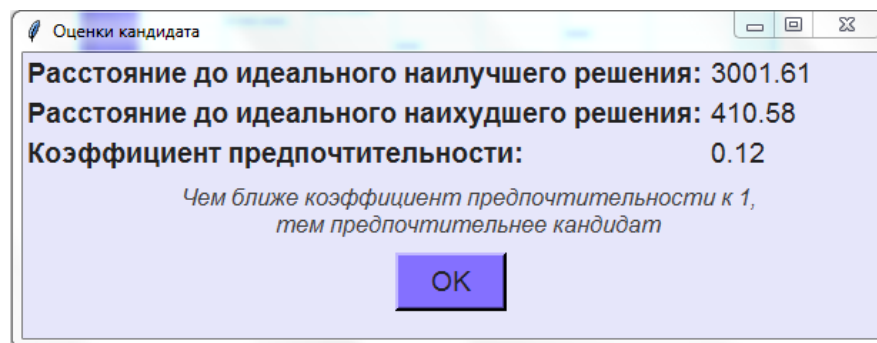 Оценки кандидата
Расстояние до идеального наилучшего решения: 3001.61
Расстояние до идеального наихудшего решения: 410.58
Коэффициент предпочтительности: 0.12
Чем ближе коэффициент предпочтительности к 1,
тем предпочтительнее кандидат
OK